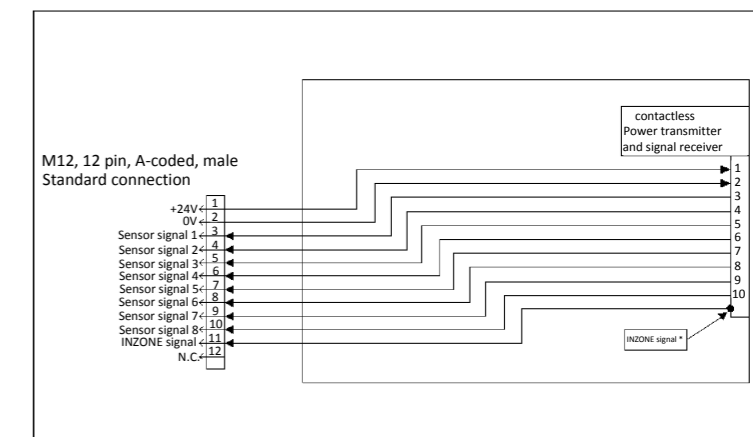 contactless
Power transmitter
and signal receiver
M12, 12 pin, A-coded, male
Standard connection
+24V 1
0V 2
Sensor signal 1 3
Sensor signal 2 4
Sensor signal 3 5
Sensor signal 4 6
Sensor signal 5 7
Sensor signal 6 8
Sensor signal 7 9
Sensor signal 8 10
INZONE signal 11
N.C. 12
1
2
3
4
5
6
7
8
9
10
INZONE signal *